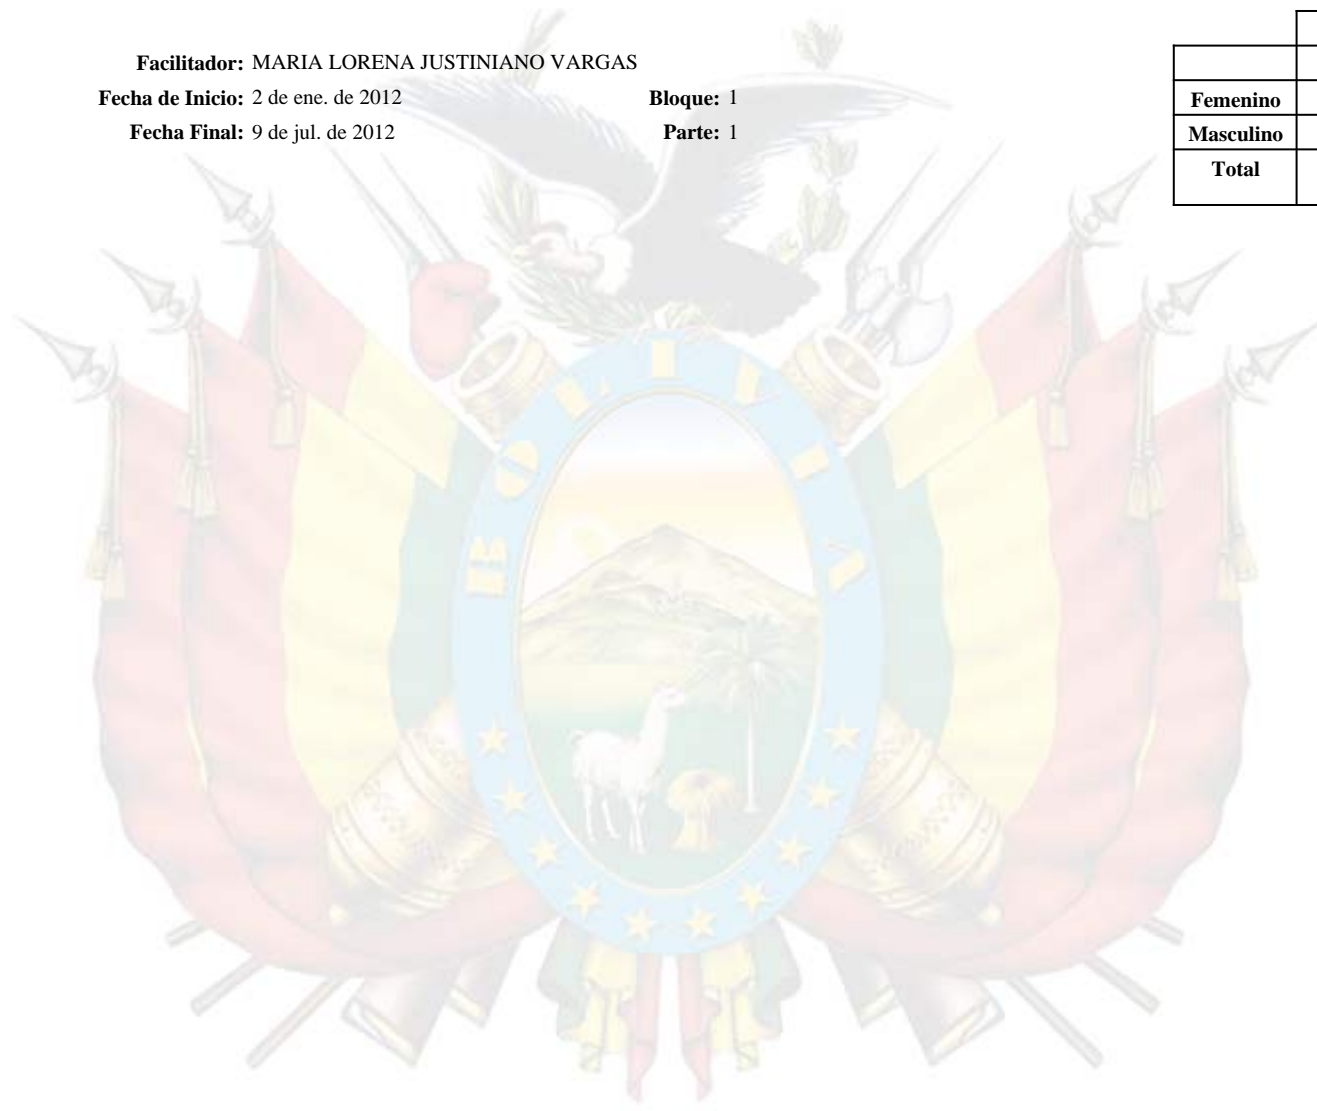 Facilitador: MARIA LORENA JUSTINIANO VARGAS
Fecha de Inicio: 2 de ene. de 2012 Bloque: 1
Fecha Final: 9 de jul. de 2012 Parte: 1
Femenino
Masculino
Total
BOLIVIA